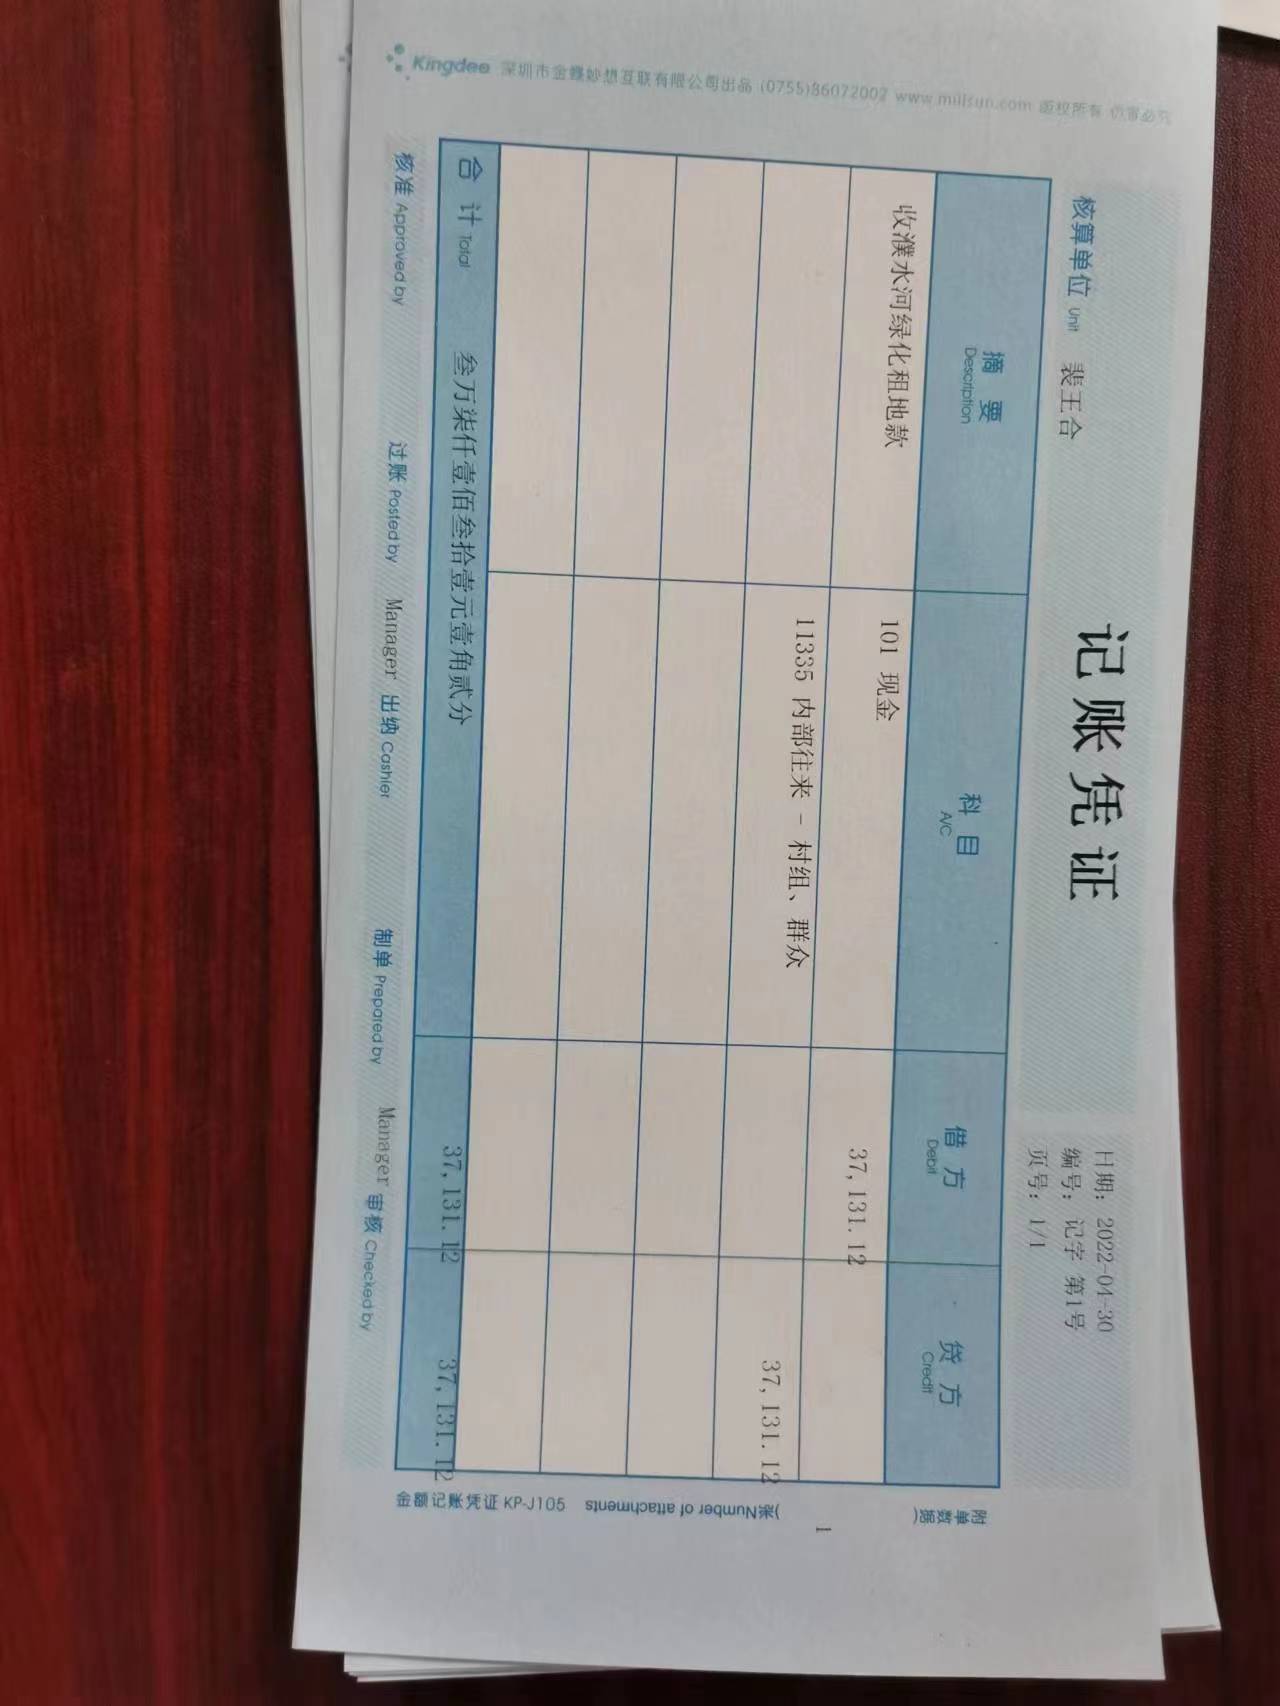 Kingdee 深圳市金蝶妙想互联有限公司出品 (0755)86072002 www.millsun.com 版权所有 仿冒必究
记账凭证
核算单位 Unit 裴王合
日期: 2022-04-30
编号: 记字 第1号
页号: 1/1
摘要 Description 科目 A/C 借方 Debit 贷方 Credit
收濮水河绿化租地款 101 现金 37,131.12
11335 内部往来 - 村组、群众 37,131.12
合计 Total 叁万柒仟壹佰叁拾壹元壹角贰分 37,131.12 37,131.12
附单据数( 1 )张Number of attachments
金额记账凭证 KP-J105
核准 Approved by 过账 Posted by Manager 出纳 Cashier 制单 Prepared by Manager 审核 Checked by